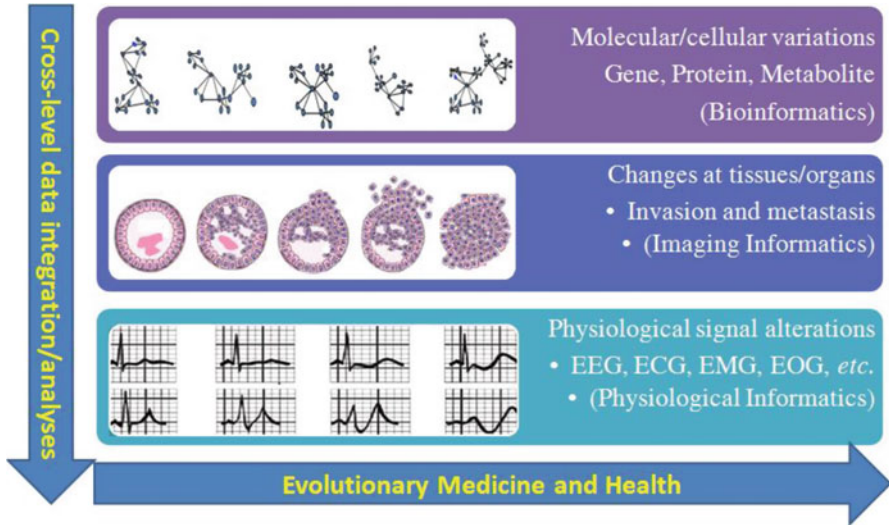 Cross-level data integration/analyses
Molecular/cellular variations
Gene, Protein, Metabolite
(Bioinformatics)
Changes at tissues/organs
• Invasion and metastasis
• (Imaging Informatics)
Physiological signal alterations
• EEG, ECG, EMG, EOG, etc.
• (Physiological Informatics)
Evolutionary Medicine and Health